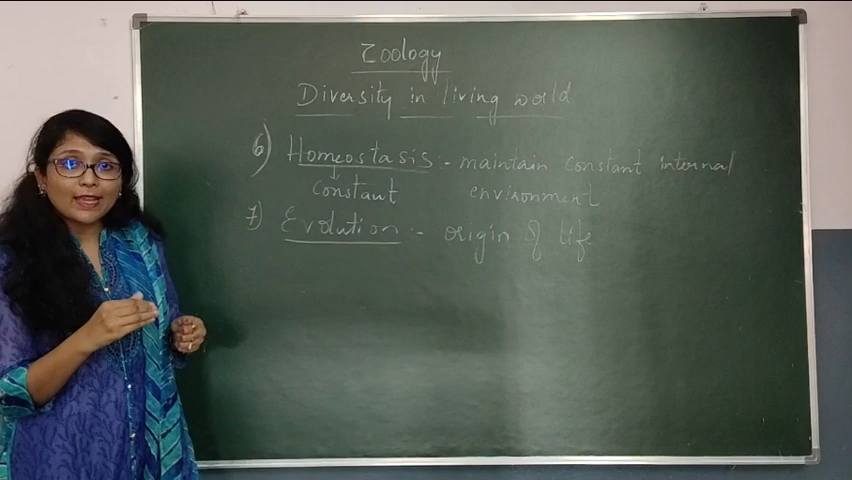 Zoology
Diversity in living world
6) Homeostasis :- maintain constant internal
constant environment
7) Evolution :- origin of life